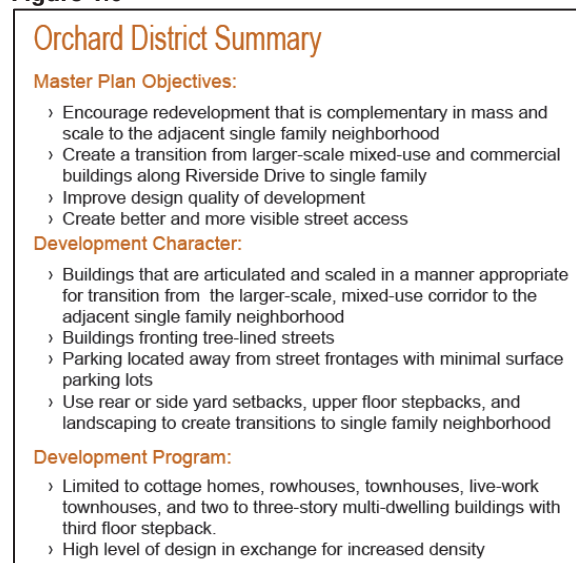 Orchard District Summary
Master Plan Objectives:
› Encourage redevelopment that is complementary in mass and
scale to the adjacent single family neighborhood
› Create a transition from larger-scale mixed-use and commercial
buildings along Riverside Drive to single family
› Improve design quality of development
› Create better and more visible street access
Development Character:
› Buildings that are articulated and scaled in a manner appropriate
for transition from the larger-scale, mixed-use corridor to the
adjacent single family neighborhood
› Buildings fronting tree-lined streets
› Parking located away from street frontages with minimal surface
parking lots
› Use rear or side yard setbacks, upper floor stepbacks, and
landscaping to create transitions to single family neighborhood
Development Program:
› Limited to cottage homes, rowhouses, townhouses, live-work
townhouses, and two to three-story multi-dwelling buildings with
third floor stepback.
› High level of design in exchange for increased density